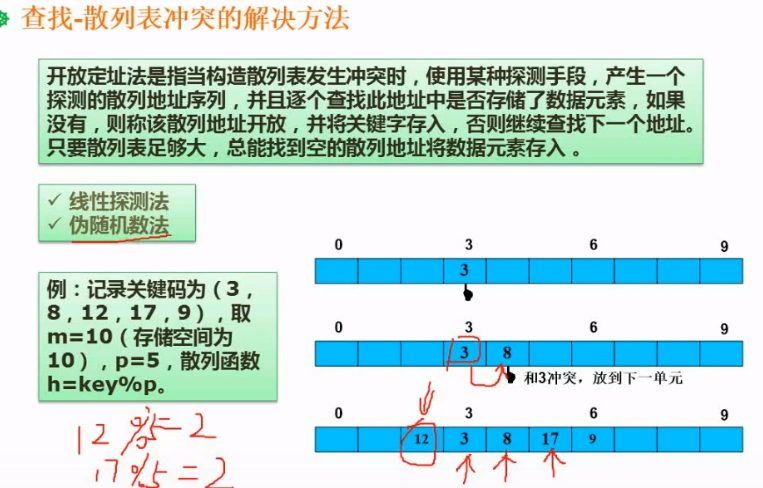 查找-散列表冲突的解决方法
开放定址法是指当构造散列表发生冲突时，使用某种探测手段，产生一个
探测的散列地址序列，并且逐个查找此地址中是否存储了数据元素，如果
没有，则称该散列地址开放，并将关键字存入，否则继续查找下一个地址。
只要散列表足够大，总能找到空的散列地址将数据元素存入 。
✓ 线性探测法
✓ 伪随机数法
例：记录关键码为（3，
8，12，17，9），取
m=10（存储空间为
10），p=5，散列函数
h=key%p。
12 %5=2
17%5=2
0 3 6 9
3
0 3 6 9
3 8
和3冲突，放到下一单元
0 3 6 9
12 3 8 17 9